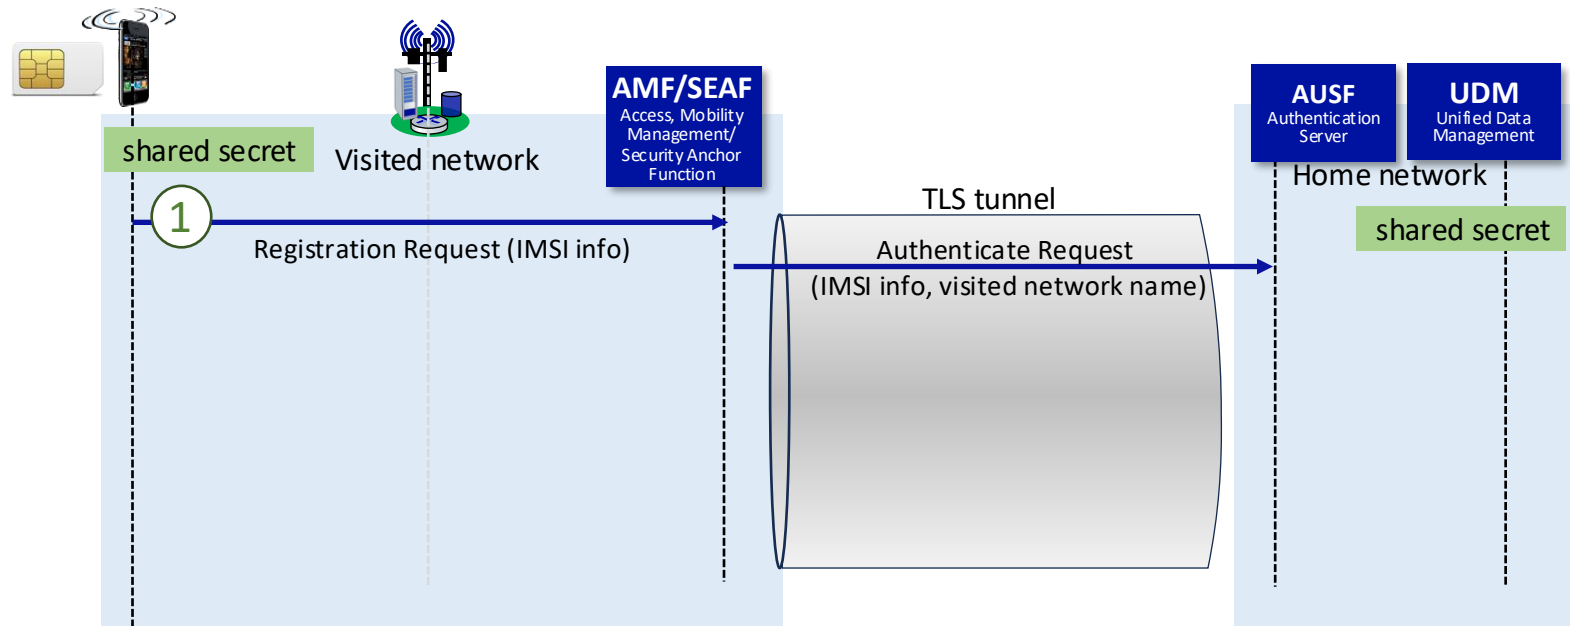 AMF/SEAF
Access, Mobility
Management/
Security Anchor
Function
AUSF
Authentication
Server
UDM
Unified Data
Management
shared secret
Visited network
Home network
TLS tunnel
1
shared secret
Registration Request (IMSI info)
Authenticate Request
(IMSI info, visited network name)